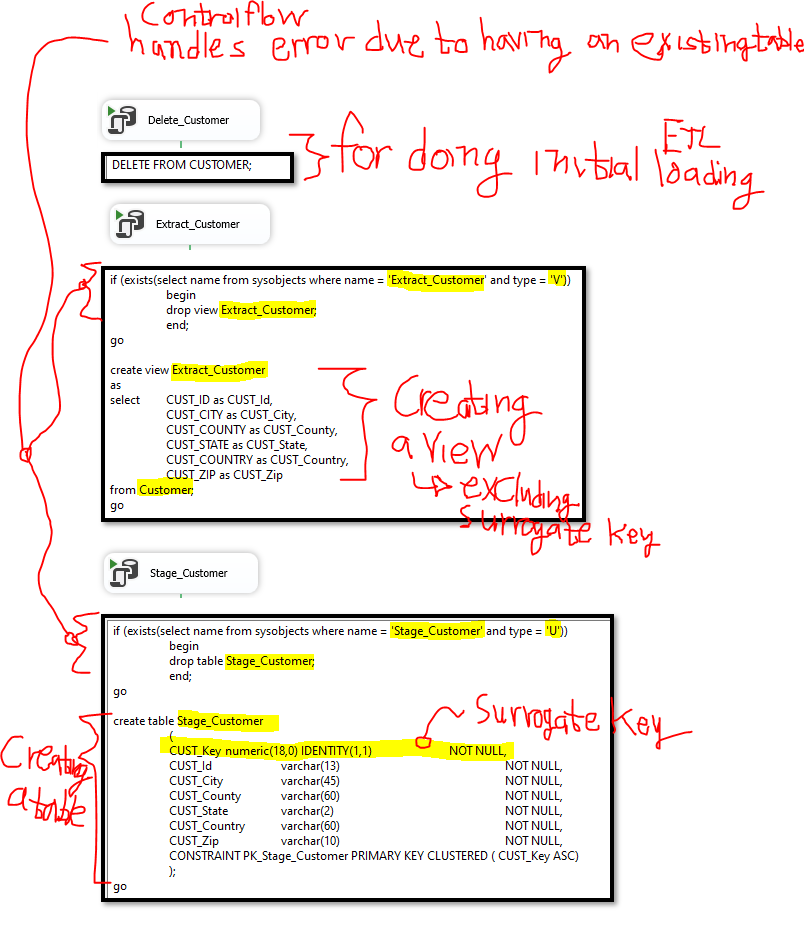 Controlflow
handles error due to having an existing table
Delete_Customer
DELETE FROM CUSTOMER;
for doing initial ETL loading
Extract_Customer
if (exists(select name from sysobjects where name = 'Extract_Customer' and type = 'V'))
begin
drop view Extract_Customer;
end;
go
create view Extract_Customer
as
select CUST_ID as CUST_Id,
CUST_CITY as CUST_City,
CUST_COUNTY as CUST_County,
CUST_STATE as CUST_State,
CUST_COUNTRY as CUST_Country,
CUST_ZIP as CUST_Zip
from Customer;
go
Creating
a view
excluding
surrogate key
Stage_Customer
if (exists(select name from sysobjects where name = 'Stage_Customer' and type = 'U'))
begin
drop table Stage_Customer;
end;
go
create table Stage_Customer
(
CUST_Key numeric(18,0) IDENTITY(1,1) NOT NULL,
CUST_Id varchar(13) NOT NULL,
CUST_City varchar(45) NOT NULL,
CUST_County varchar(60) NOT NULL,
CUST_State varchar(2) NOT NULL,
CUST_Country varchar(60) NOT NULL,
CUST_Zip varchar(10) NOT NULL,
CONSTRAINT PK_Stage_Customer PRIMARY KEY CLUSTERED ( CUST_Key ASC)
);
go
Surrogate Key
Creating
a table